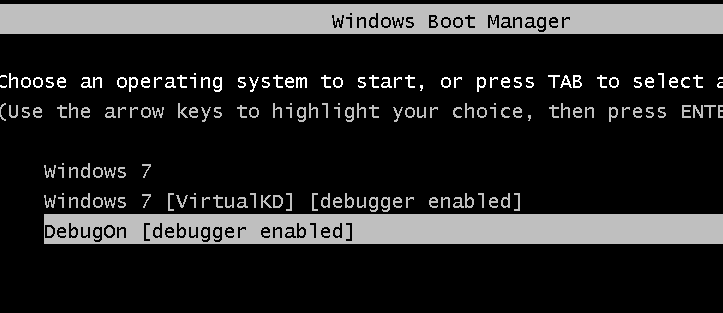 Windows Boot Manager
Choose an operating system to start, or press TAB to select a
(Use the arrow keys to highlight your choice, then press ENTE
Windows 7
Windows 7 [VirtualKD] [debugger enabled]
DebugOn [debugger enabled]